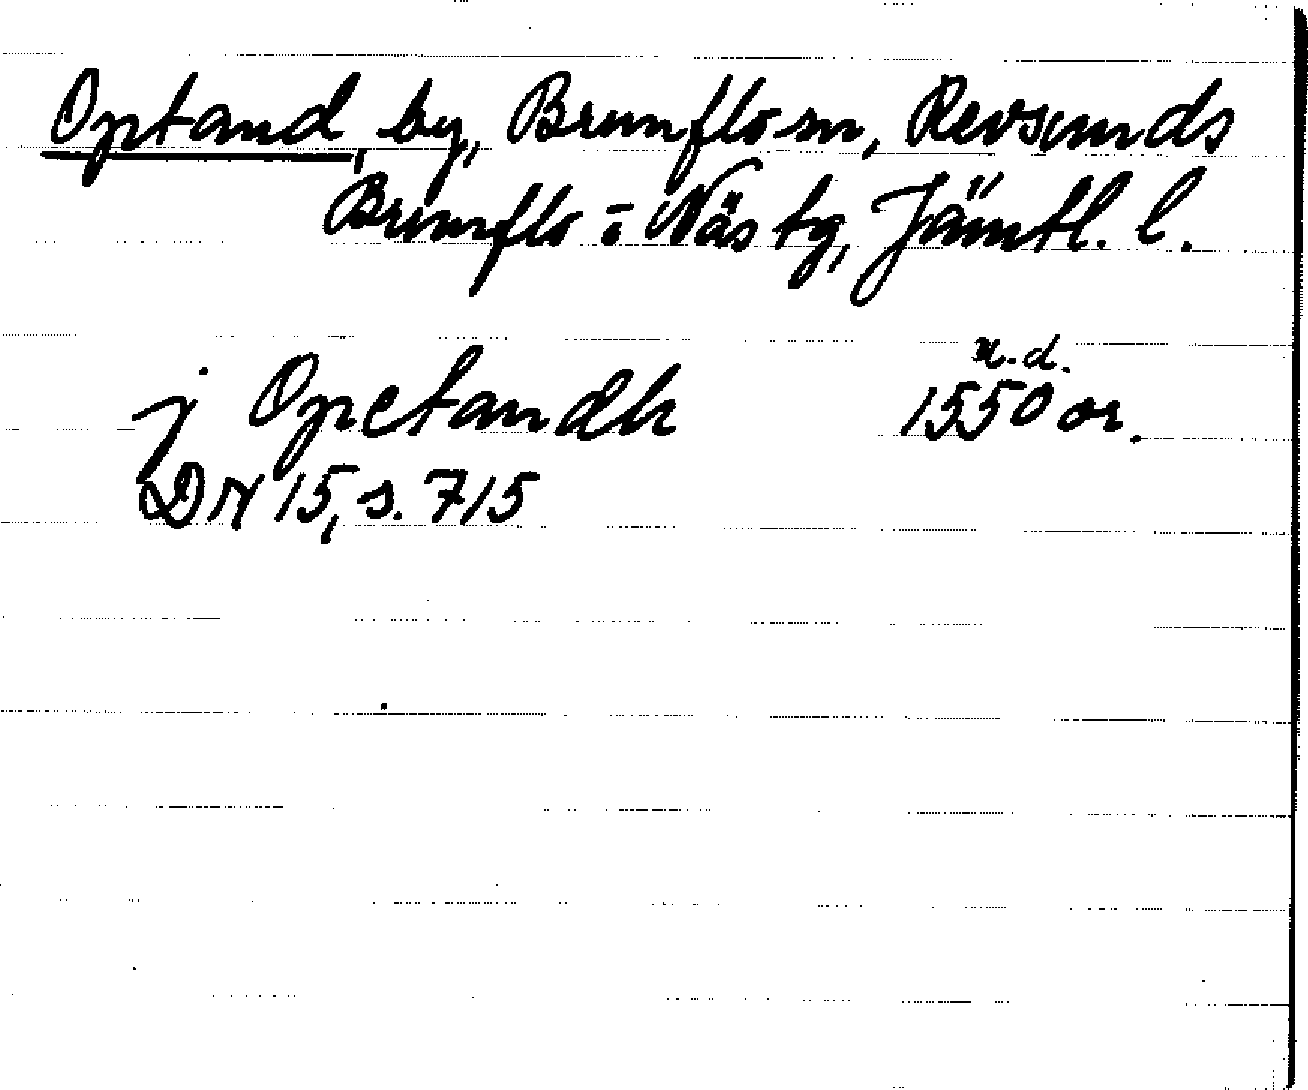 Optand, by, Brunflo sn, Revsunds
Brunflo o Näs tg, Jämtl. l.
u.d.
j Opetandh 1550 or.
DN 15, s. 715